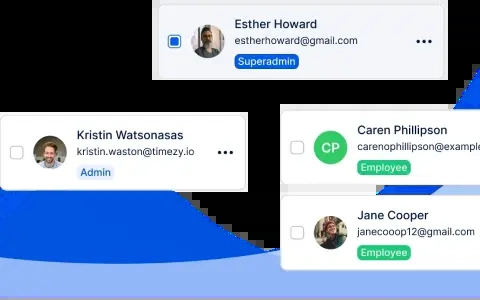 Esther Howard
estherhoward@gmail.com
Superadmin
Kristin Watsonasas
kristin.waston@timezy.io
Admin
CP
Caren Phillipson
carenophillipson@example
Employee
Jane Cooper
janecooop12@gmail.com
Employee